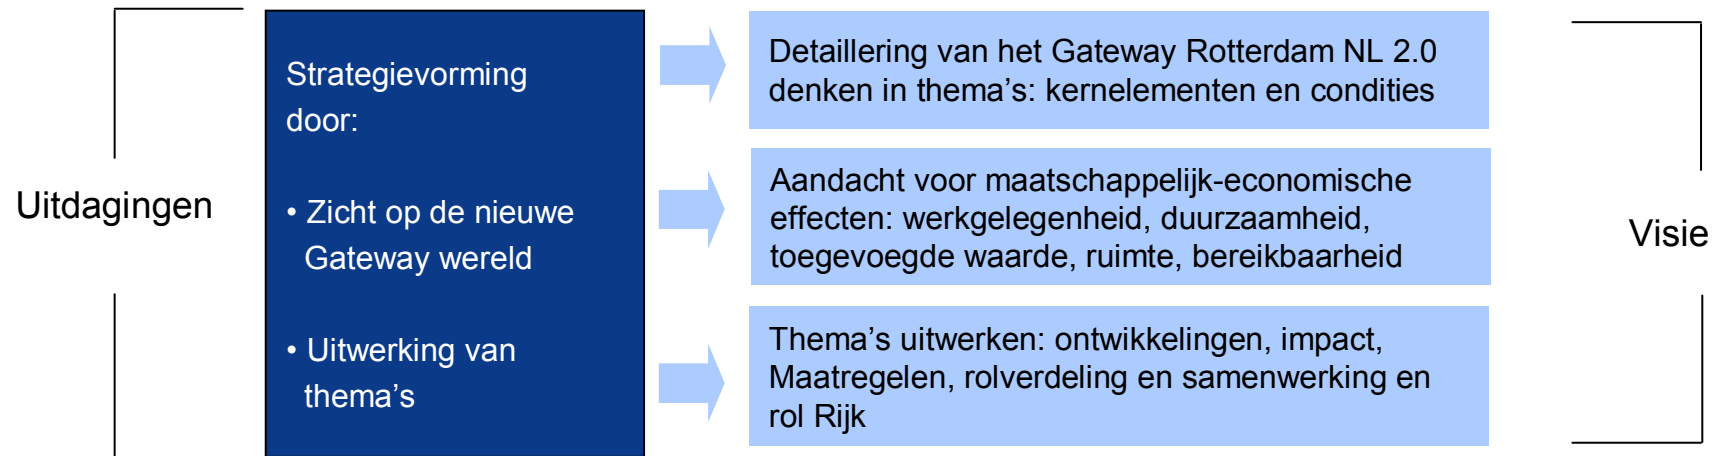 Uitdagingen
Strategievorming
door:
• Zicht op de nieuwe
Gateway wereld
• Uitwerking van
thema’s
Detaillering van het Gateway Rotterdam NL 2.0
denken in thema’s: kernelementen en condities
Aandacht voor maatschappelijk-economische
effecten: werkgelegenheid, duurzaamheid,
toegevoegde waarde, ruimte, bereikbaarheid
Thema’s uitwerken: ontwikkelingen, impact,
Maatregelen, rolverdeling en samenwerking en
rol Rijk
Visie